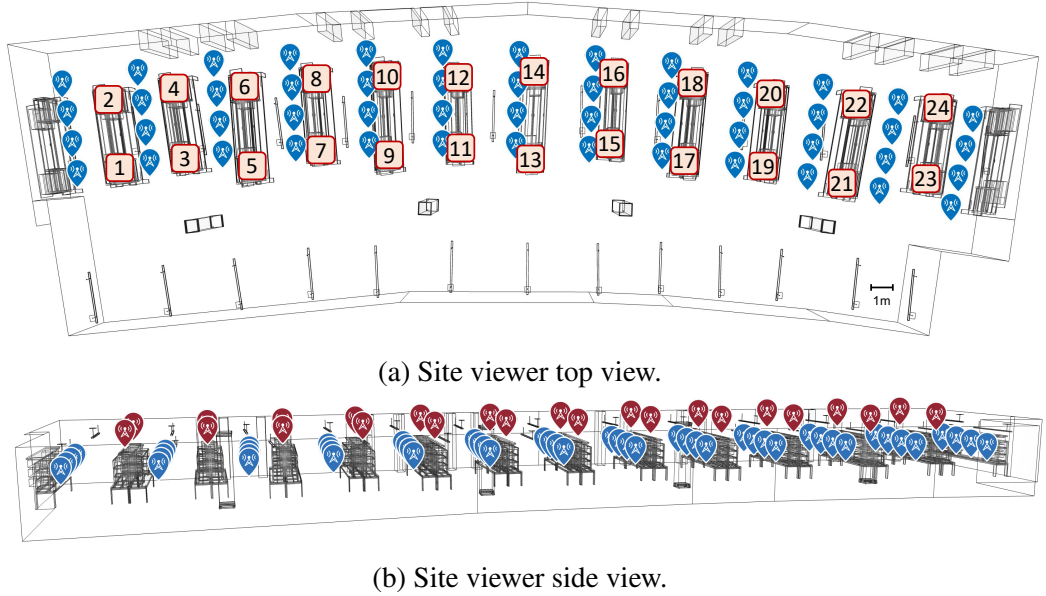 8 10 12 14 16
2 4 6 18 20 22 24
1 3 5 7 9 11 13 15 17 19 21 23
1m
(a) Site viewer top view.
(b) Site viewer side view.